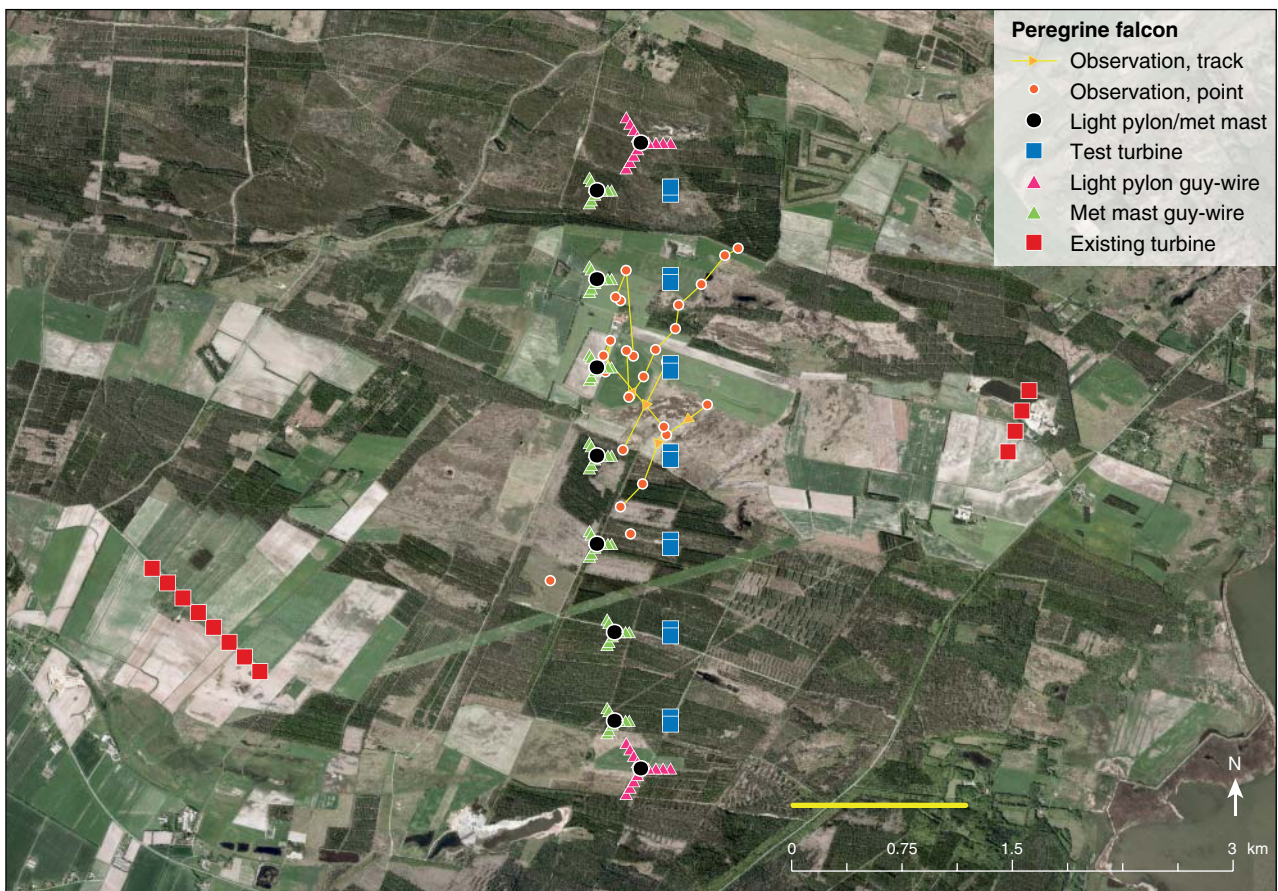 Peregrine falcon
Observation, track
Observation, point
Light pylon/met mast
Test turbine
Light pylon guy-wire
Met mast guy-wire
Existing turbine
N
0 0.75 1.5 3 km